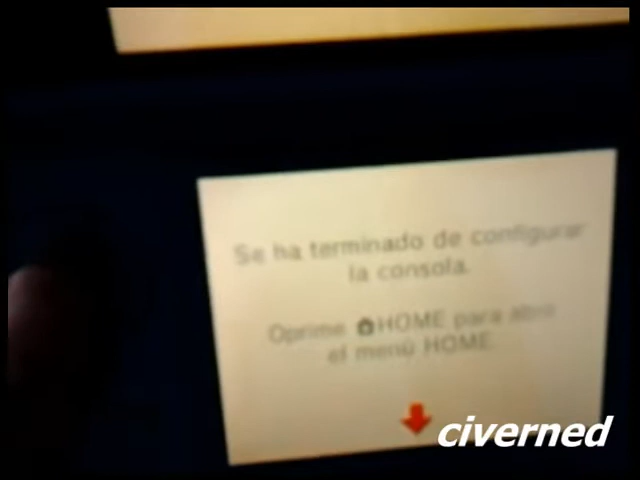 Se ha terminado de configurar
la consola.
Oprime HOME para abrir
el menú HOME
civerned